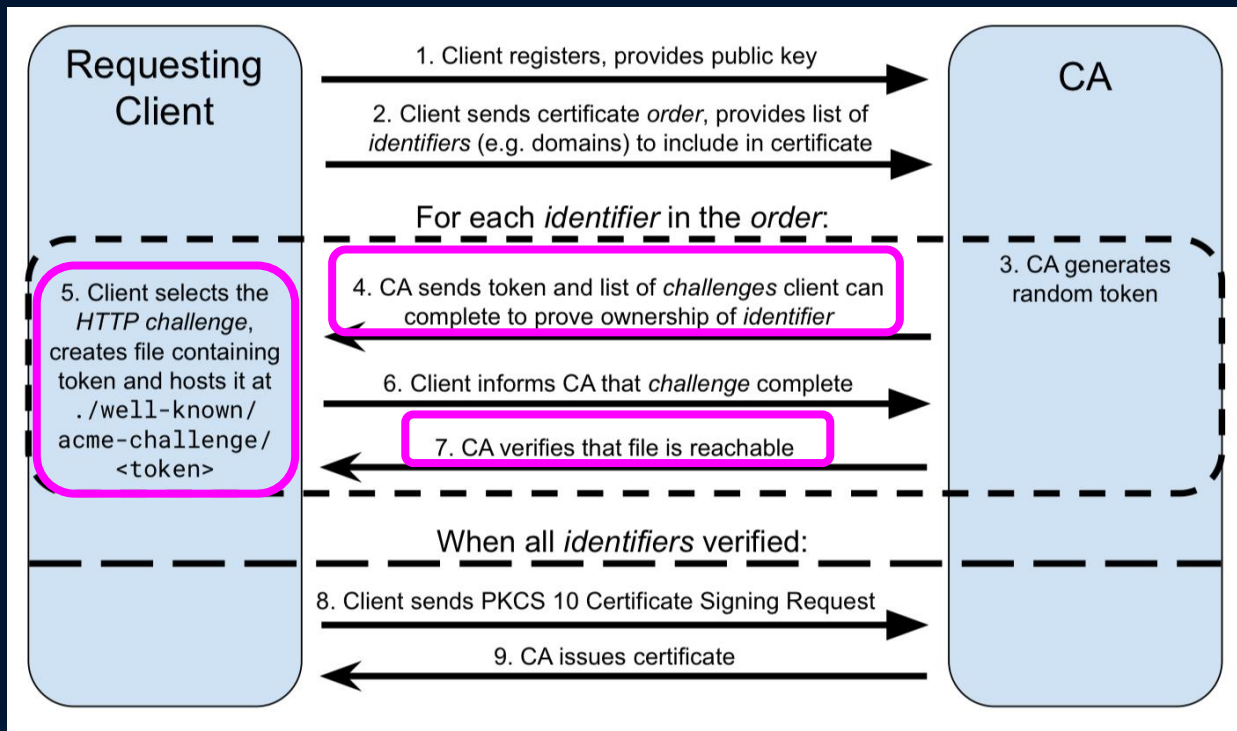 Requesting
Client
1. Client registers, provides public key
CA
2. Client sends certificate order, provides list of
identifiers (e.g. domains) to include in certificate
For each identifier in the order:
3. CA generates
random token
4. CA sends token and list of challenges client can
complete to prove ownership of identifier
5. Client selects the
HTTP challenge,
creates file containing
token and hosts it at
./well-known/
acme-challenge/
<token>
6. Client informs CA that challenge complete
7. CA verifies that file is reachable
When all identifiers verified:
8. Client sends PKCS 10 Certificate Signing Request
9. CA issues certificate